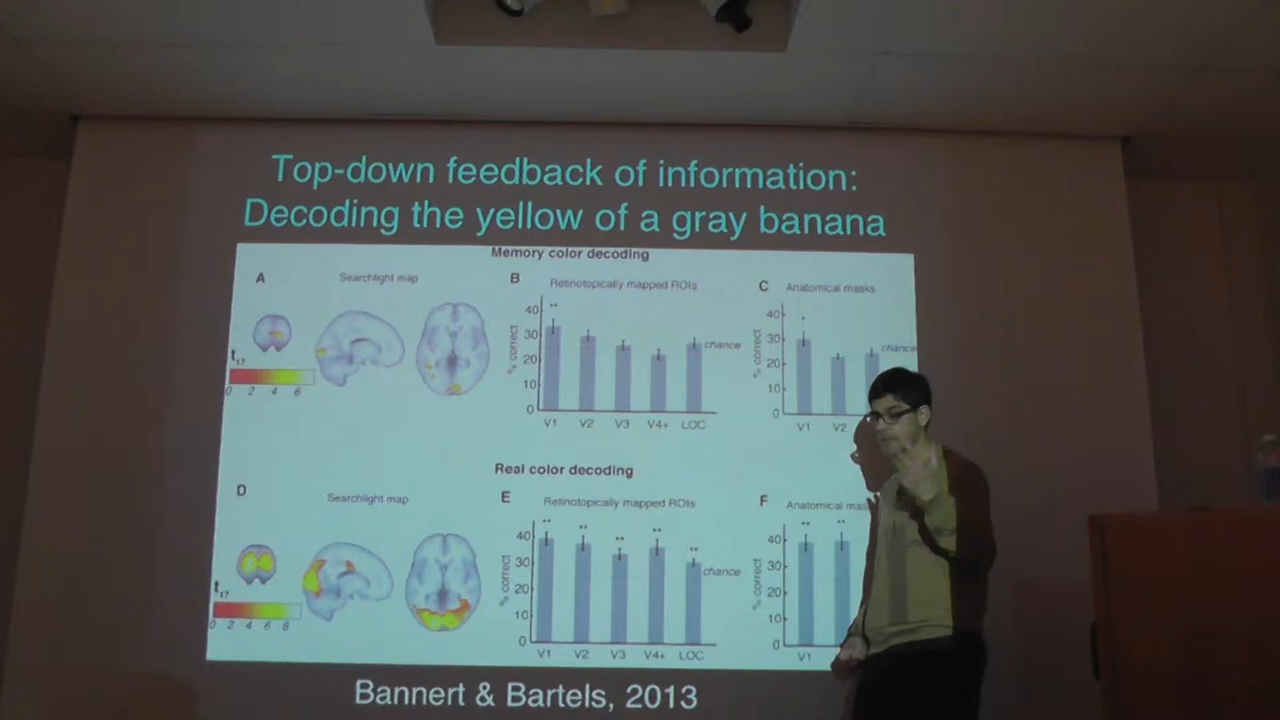 Top-down feedback of information:
Decoding the yellow of a gray banana
Memory color decoding
A
Searchlight map
t17
0 2 4 6
B
Retinotopically mapped ROIs
% correct
40
30
20
10
0
**
chance
V1 V2 V3 V4+ LOC
C
Anatomical masks
% correct
40
30
20
10
0
*
chance
V1 V2
Real color decoding
D
Searchlight map
t17
0 2 4 6 8
E
Retinotopically mapped ROIs
% correct
40
30
20
10
0
** ** ** ** **
chance
V1 V2 V3 V4+ LOC
F
Anatomical mas
% correct
40
30
20
10
0
** **
V1
Bannert & Bartels, 2013